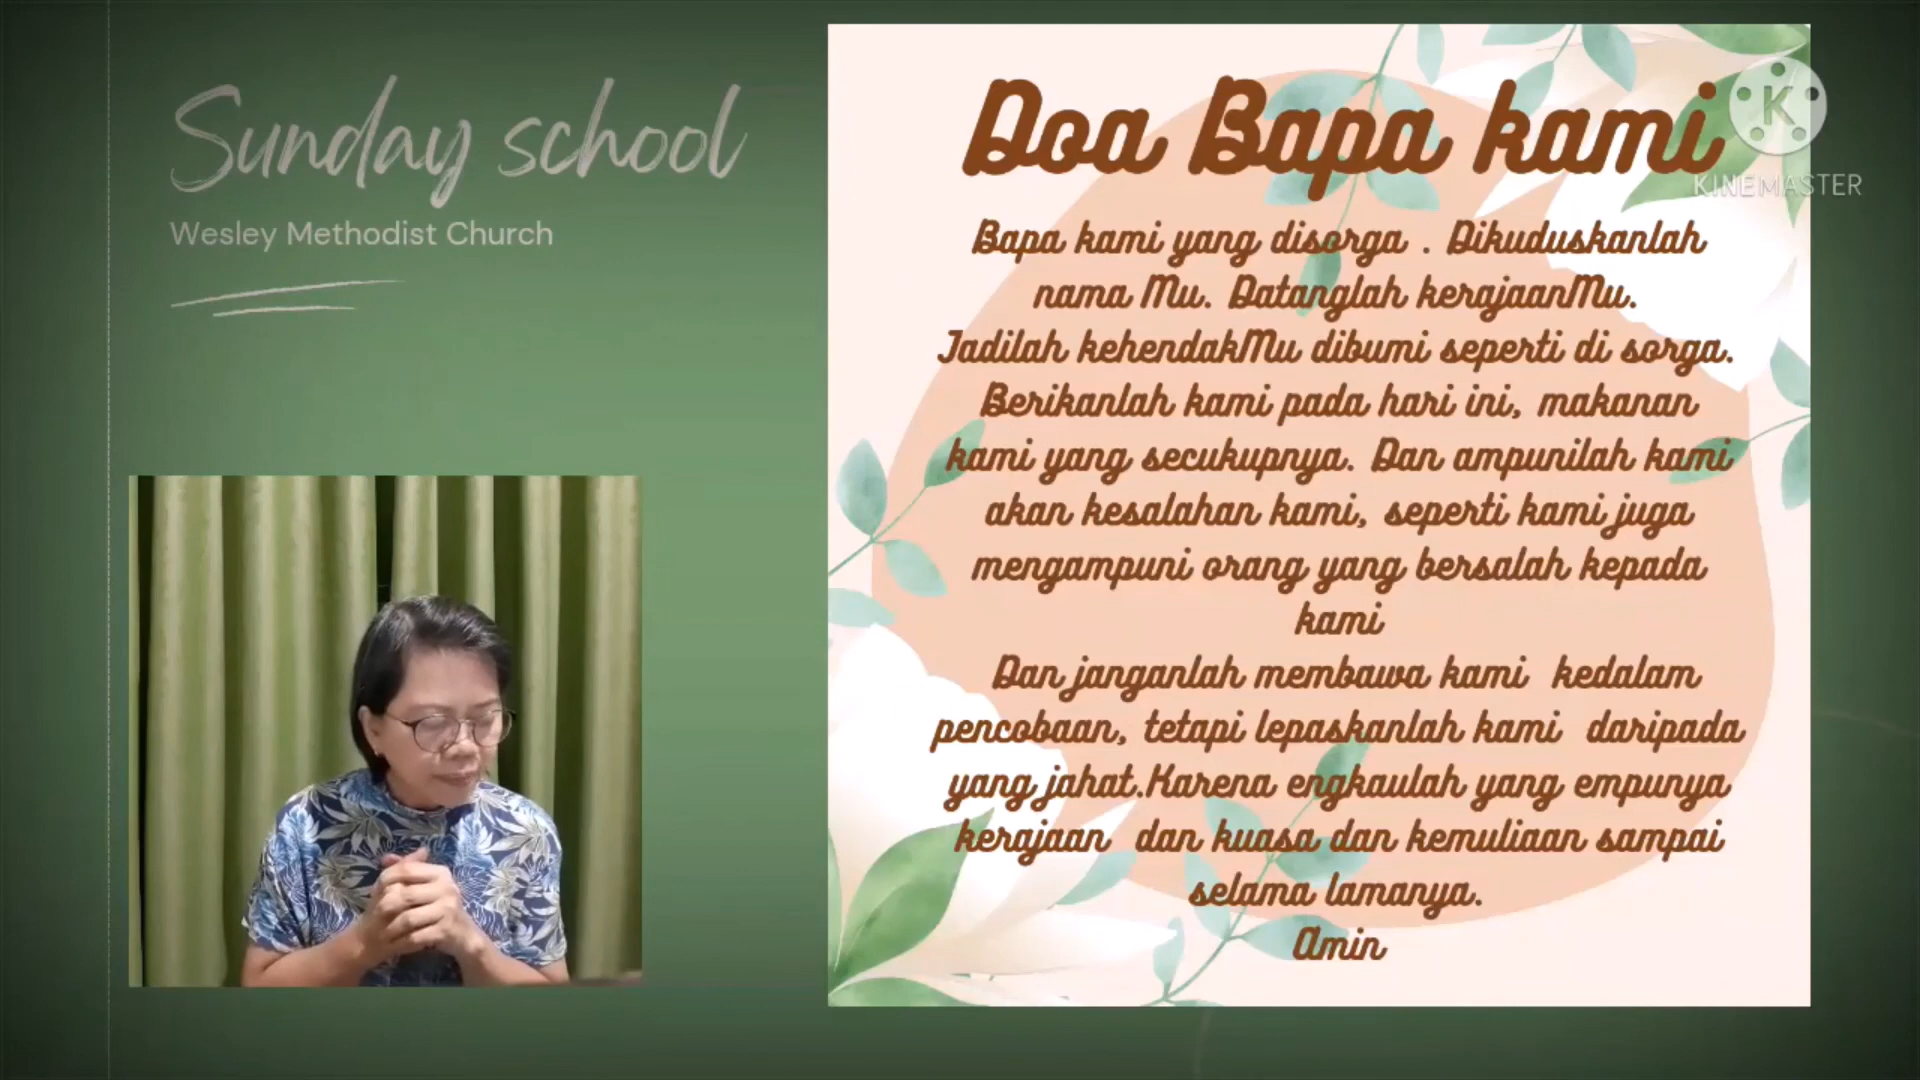 Sunday school
Wesley Methodist Church
Doa Bapa kami
KINEMASTER
Bapa kami yang disorga . Dikuduskanlah
nama Mu. Datanglah kerajaanMu.
Jadilah kehendakMu dibumi seperti di sorga.
Berikanlah kami pada hari ini, makanan
kami yang secukupnya. Dan ampunilah kami
akan kesalahan kami, seperti kami juga
mengampuni orang yang bersalah kepada
kami
Dan janganlah membawa kami kedalam
pencobaan, tetapi lepaskanlah kami daripada
yang jahat.Karena engkaulah yang empunya
kerajaan dan kuasa dan kemuliaan sampai
selama lamanya.
Amin